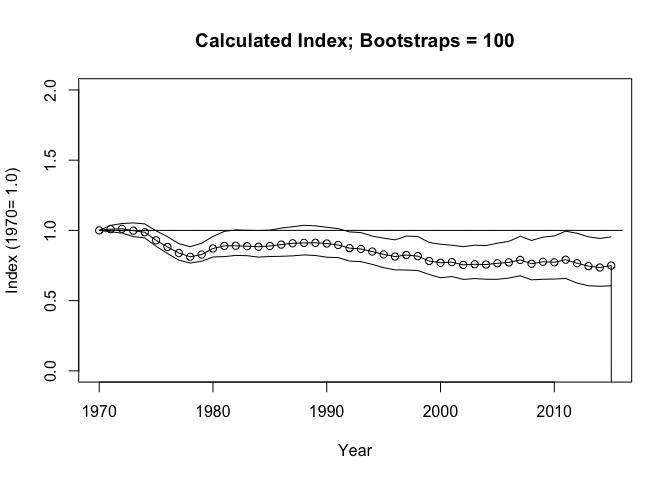 Calculated Index; Bootstraps = 100
Index (1970= 1.0)
2.0
1.5
1.0
0.5
0.0
1970 1980 1990 2000 2010
Year